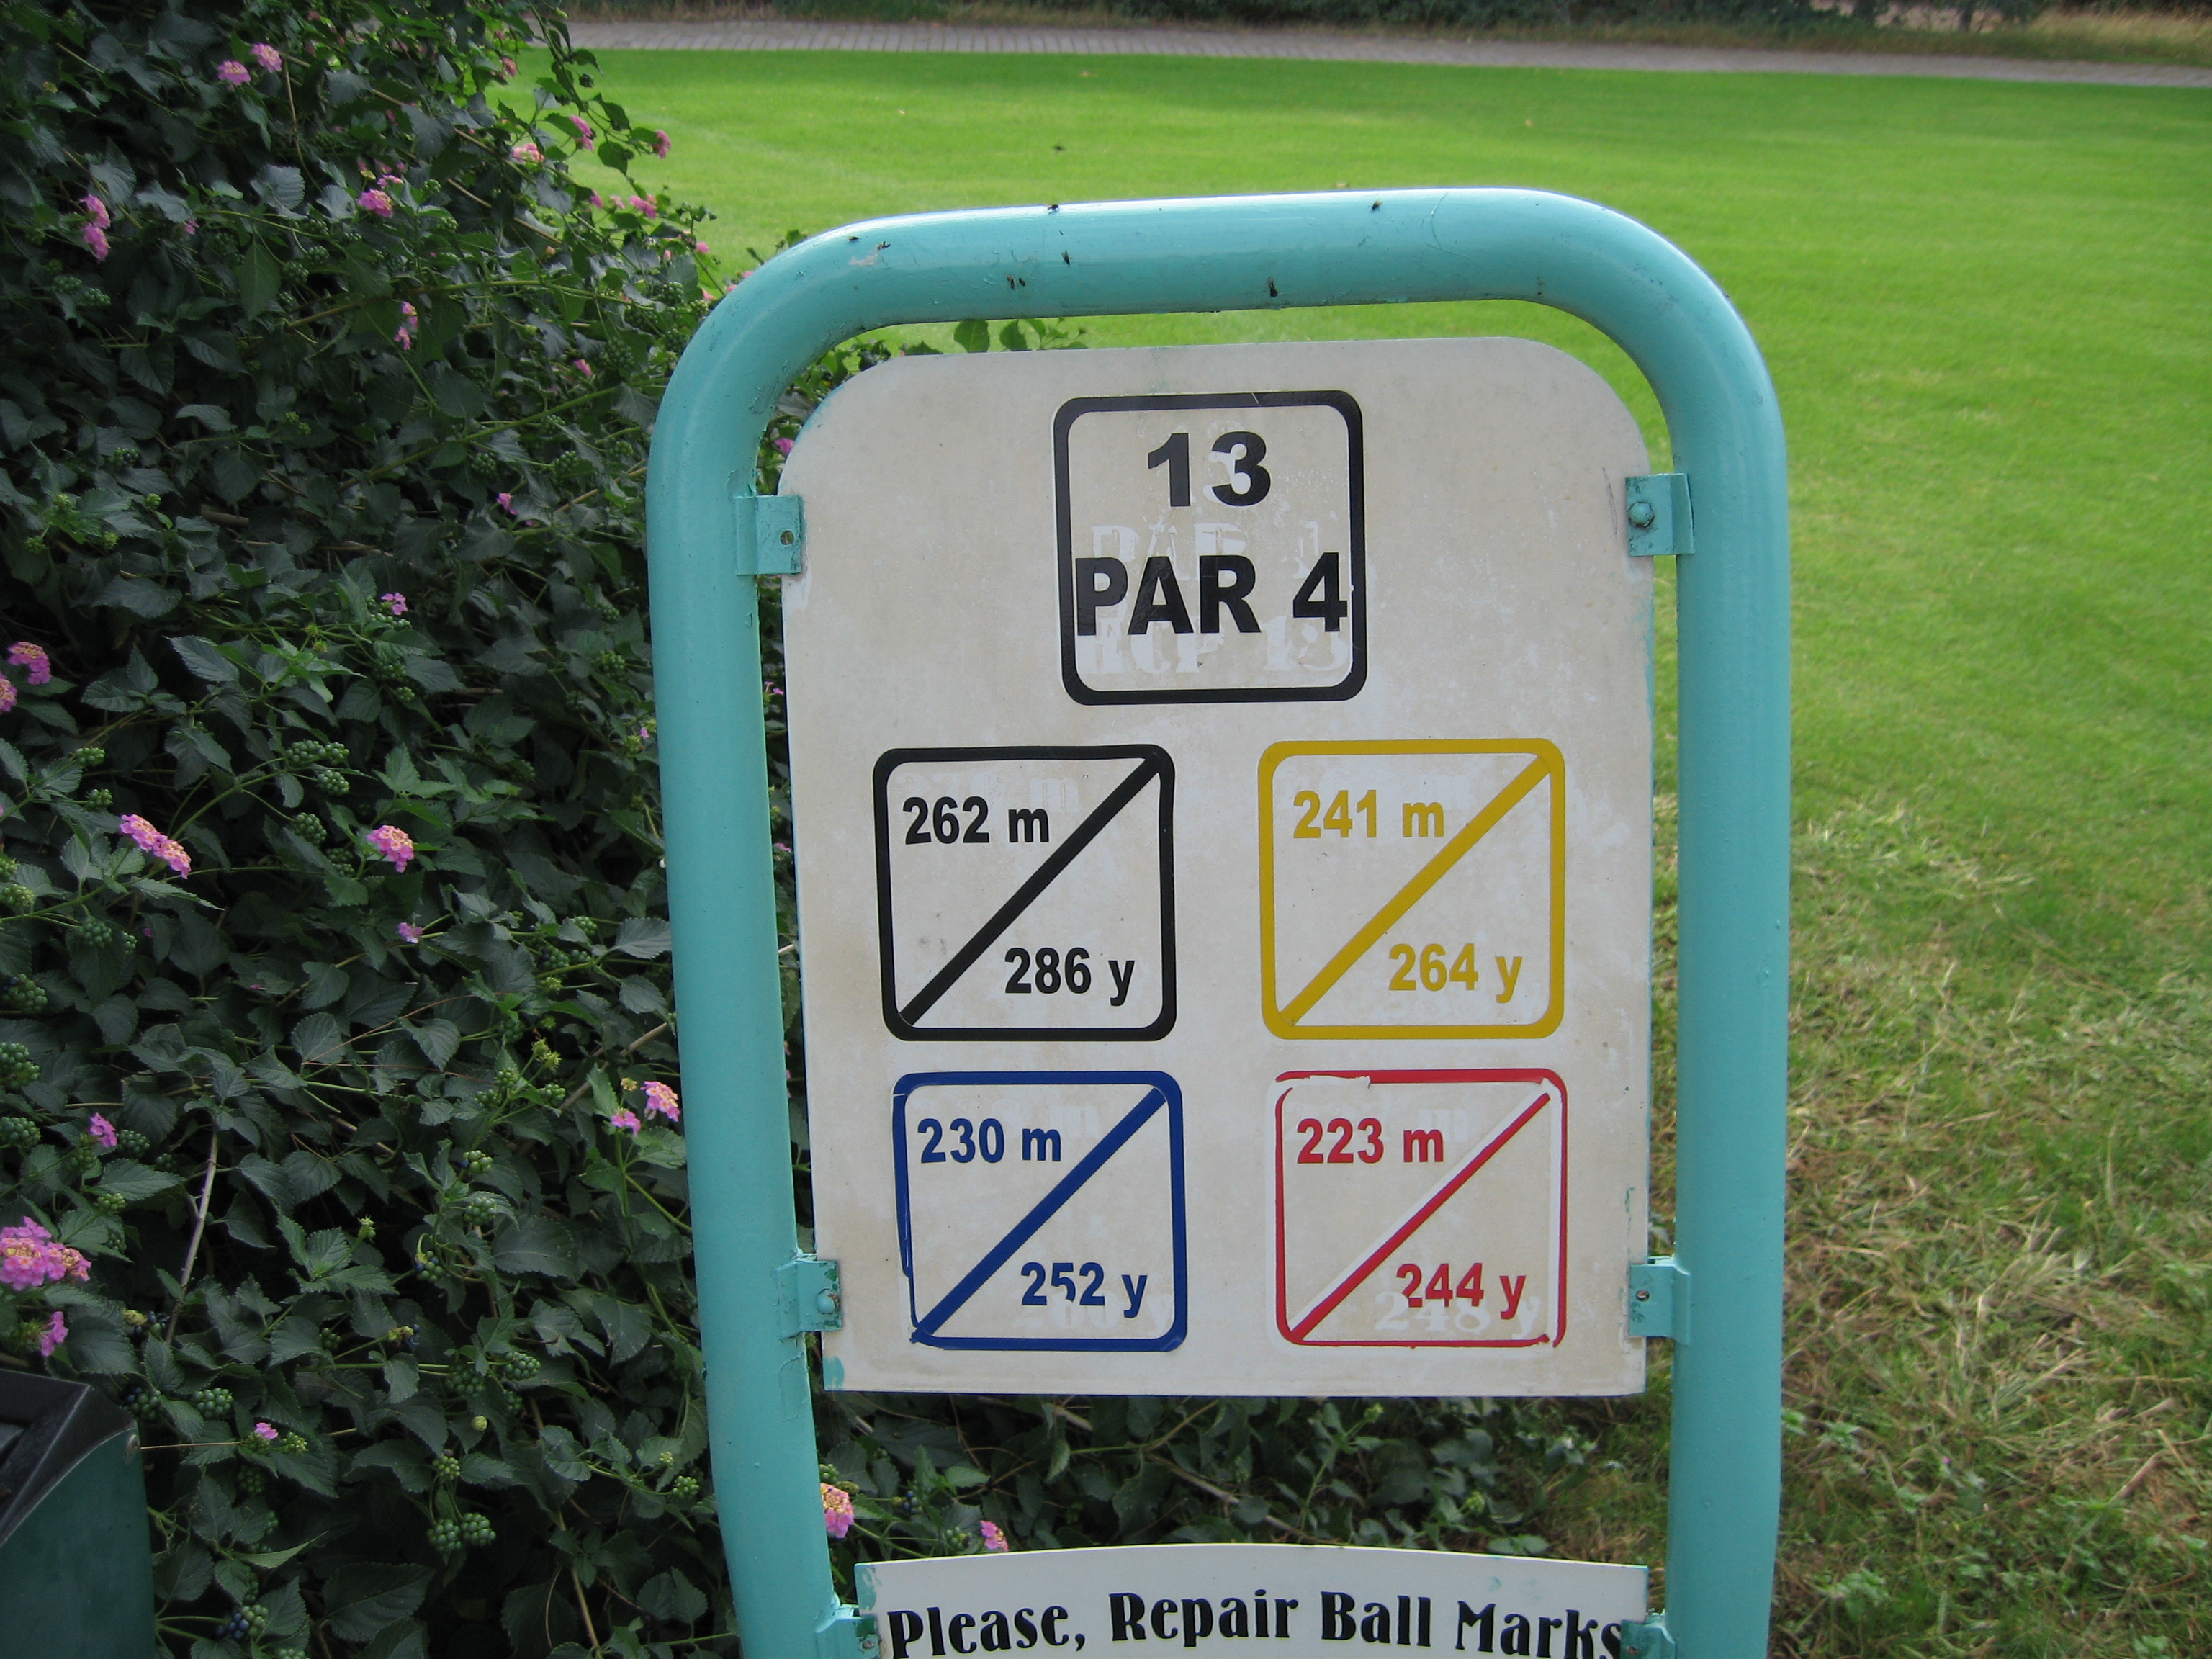 13
PAR 4
262 m
286 y
241 m
264 y
230 m
252 y
223 m
244 y
Please, Repair Ball Marks